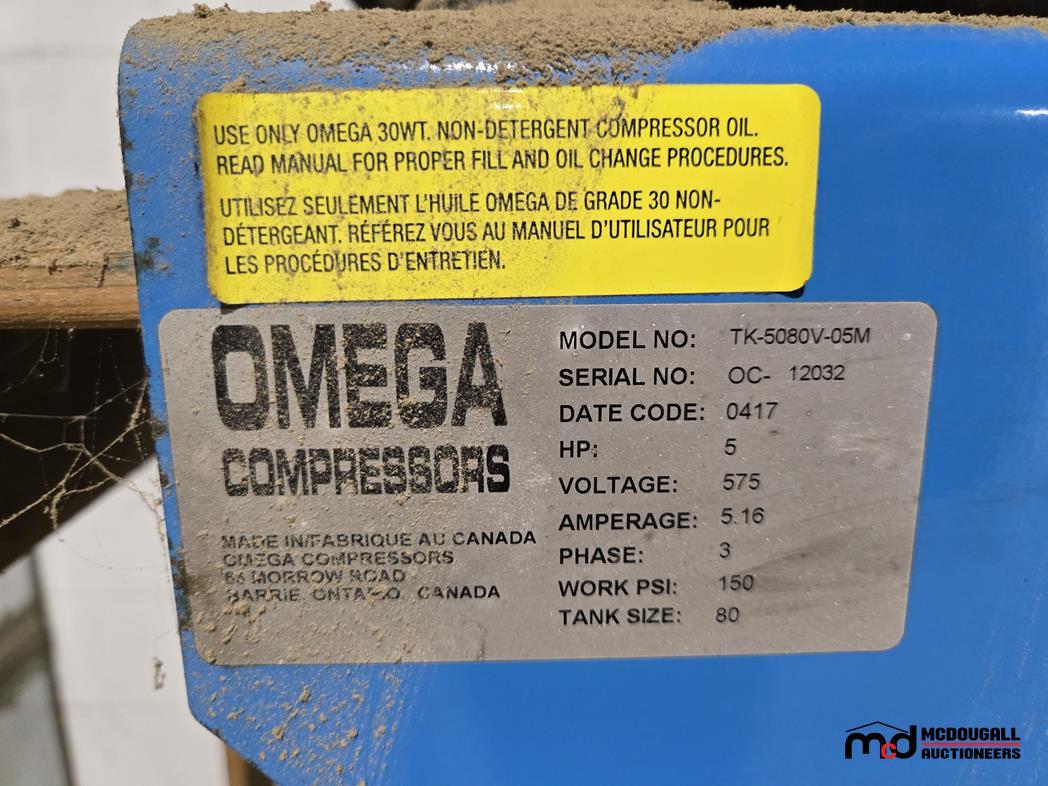 USE ONLY OMEGA 30WT. NON-DETERGENT COMPRESSOR OIL.
READ MANUAL FOR PROPER FILL AND OIL CHANGE PROCEDURES.
UTILISEZ SEULEMENT L'HUILE OMEGA DE GRADE 30 NON-
DÉTERGEANT. RÉFÉREZ VOUS AU MANUEL D'UTILISATEUR POUR
LES PROCÉDURES D'ENTRETIEN.
OMEGA
COMPRESSORS
MADE IN/FABRIQUE AU CANADA
OMEGA COMPRESSORS
66 MORROW ROAD
BARRIE, ONTARIO, CANADA
MODEL NO: TK-5080V-05M
SERIAL NO: OC- 12032
DATE CODE: 0417
HP: 5
VOLTAGE: 575
AMPERAGE: 5.16
PHASE: 3
WORK PSI: 150
TANK SIZE: 80
mcd MCDOUGALL
AUCTIONEERS